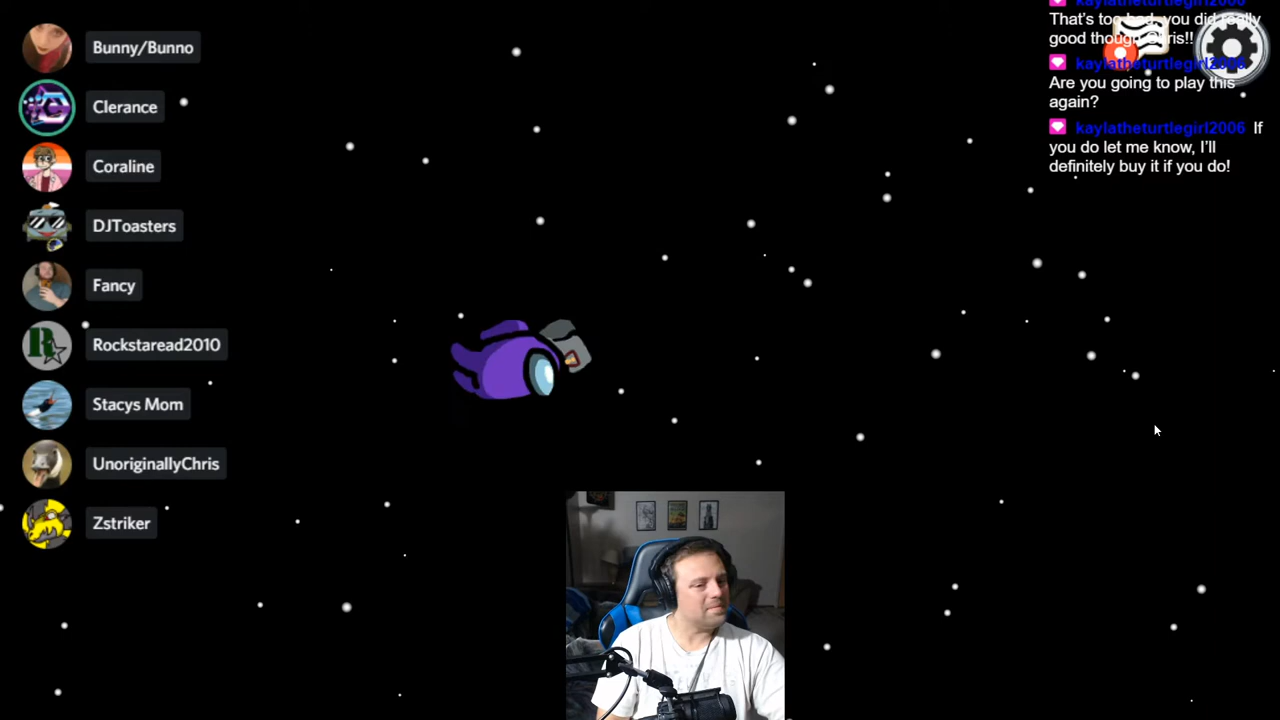 Bunny/Bunno
Clerance
Coraline
DJToasters
Fancy
Rockstaread2010
Stacys Mom
UnoriginallyChris
Zstriker
kaylatheturtlegirl2006
That's too bad, you did really
good though Chris!!
kaylatheturtlegirl2006
Are you going to play this
again?
kaylatheturtlegirl2006 If
you do let me know, I'll
definitely buy it if you do!